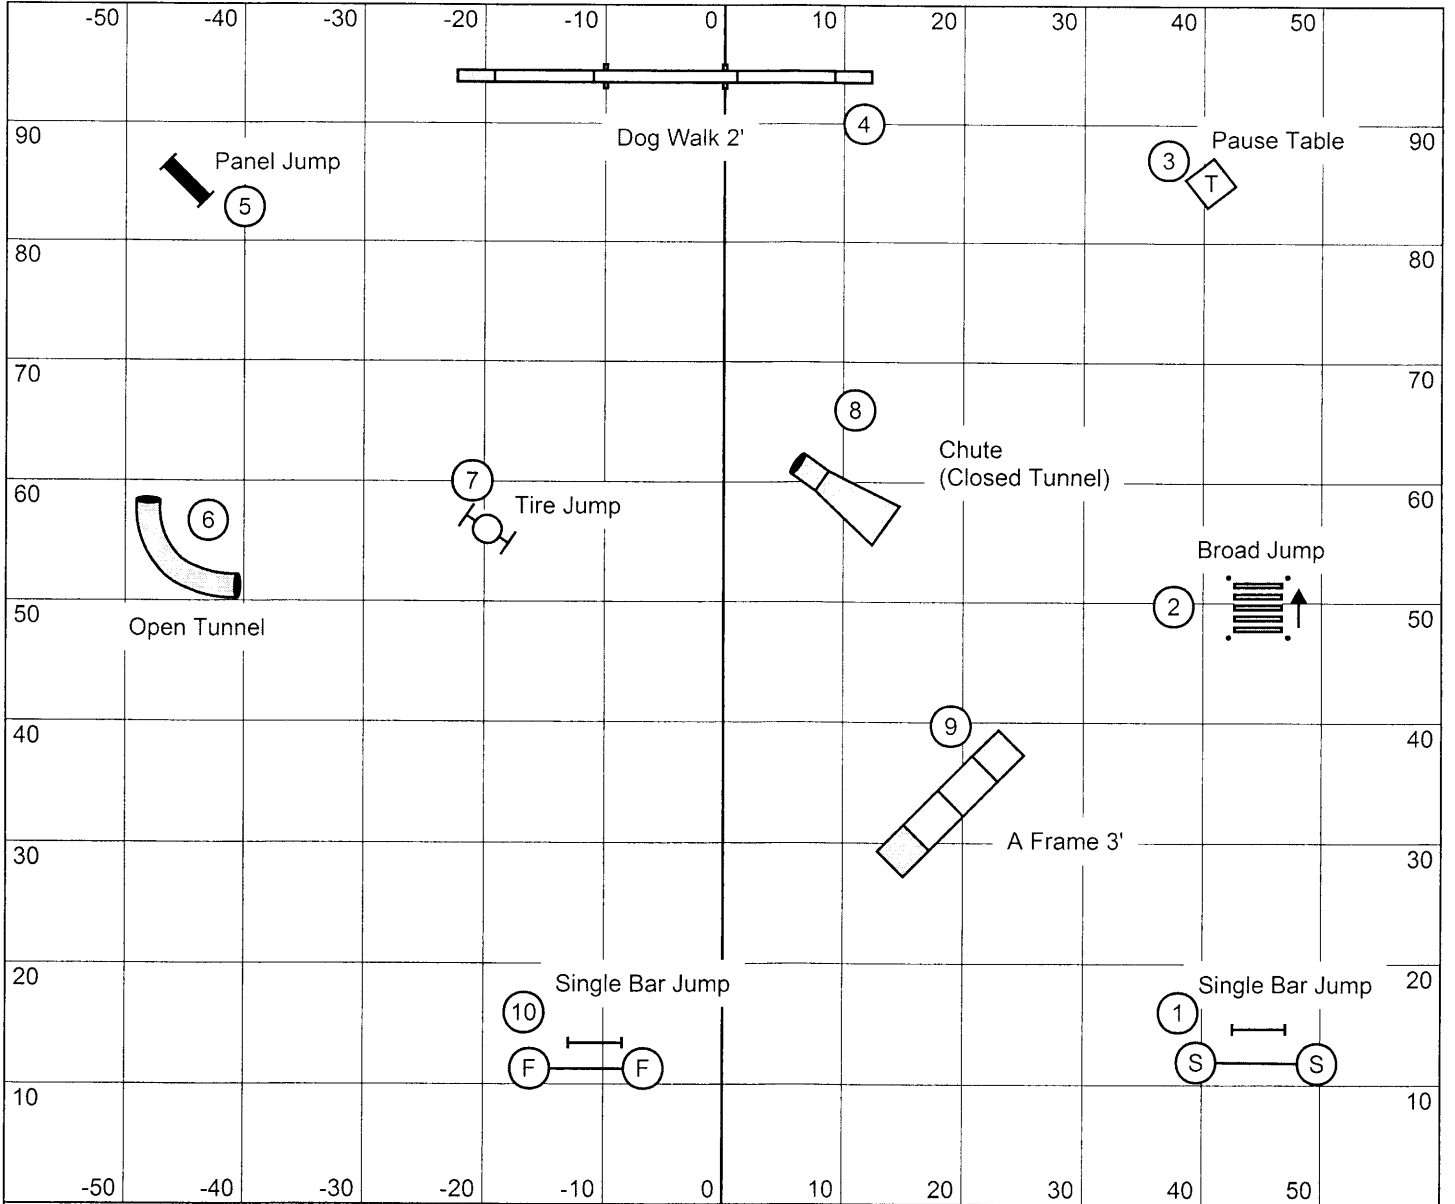 -50 -40 -30 -20 -10 0 10 20 30 40 50
Dog Walk 2'
4
90
Panel Jump
5
3
Pause Table
T
90
80
80
70
70
8
Chute
(Closed Tunnel)
60
7
Tire Jump
60
6
Broad Jump
50
2
50
Open Tunnel
40
9
40
30
A Frame 3'
30
20
Single Bar Jump
10
F F
20
Single Bar Jump
1
S S
10
10
-50 -40 -30 -20 -10 0 10 20 30 40 50